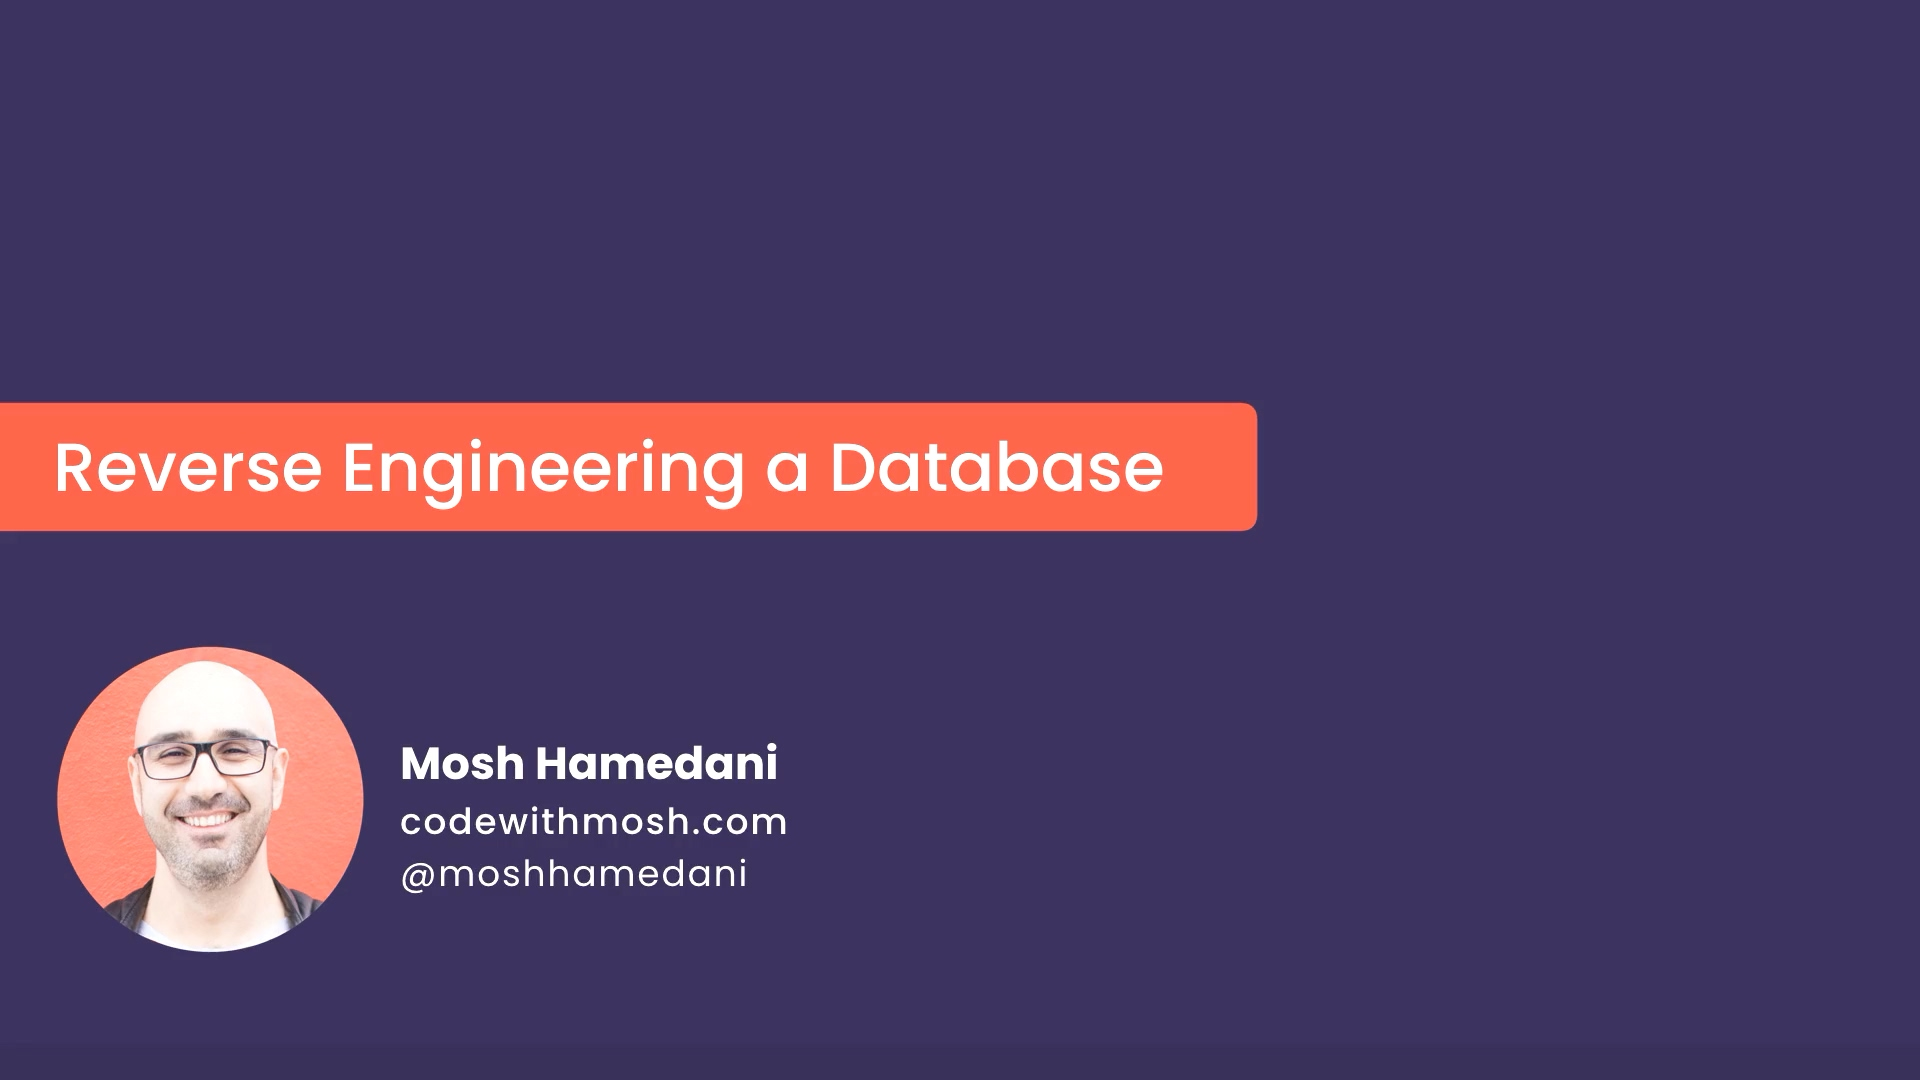 Reverse Engineering a Database
Mosh Hamedani
codewithmosh.com
@moshhamedani